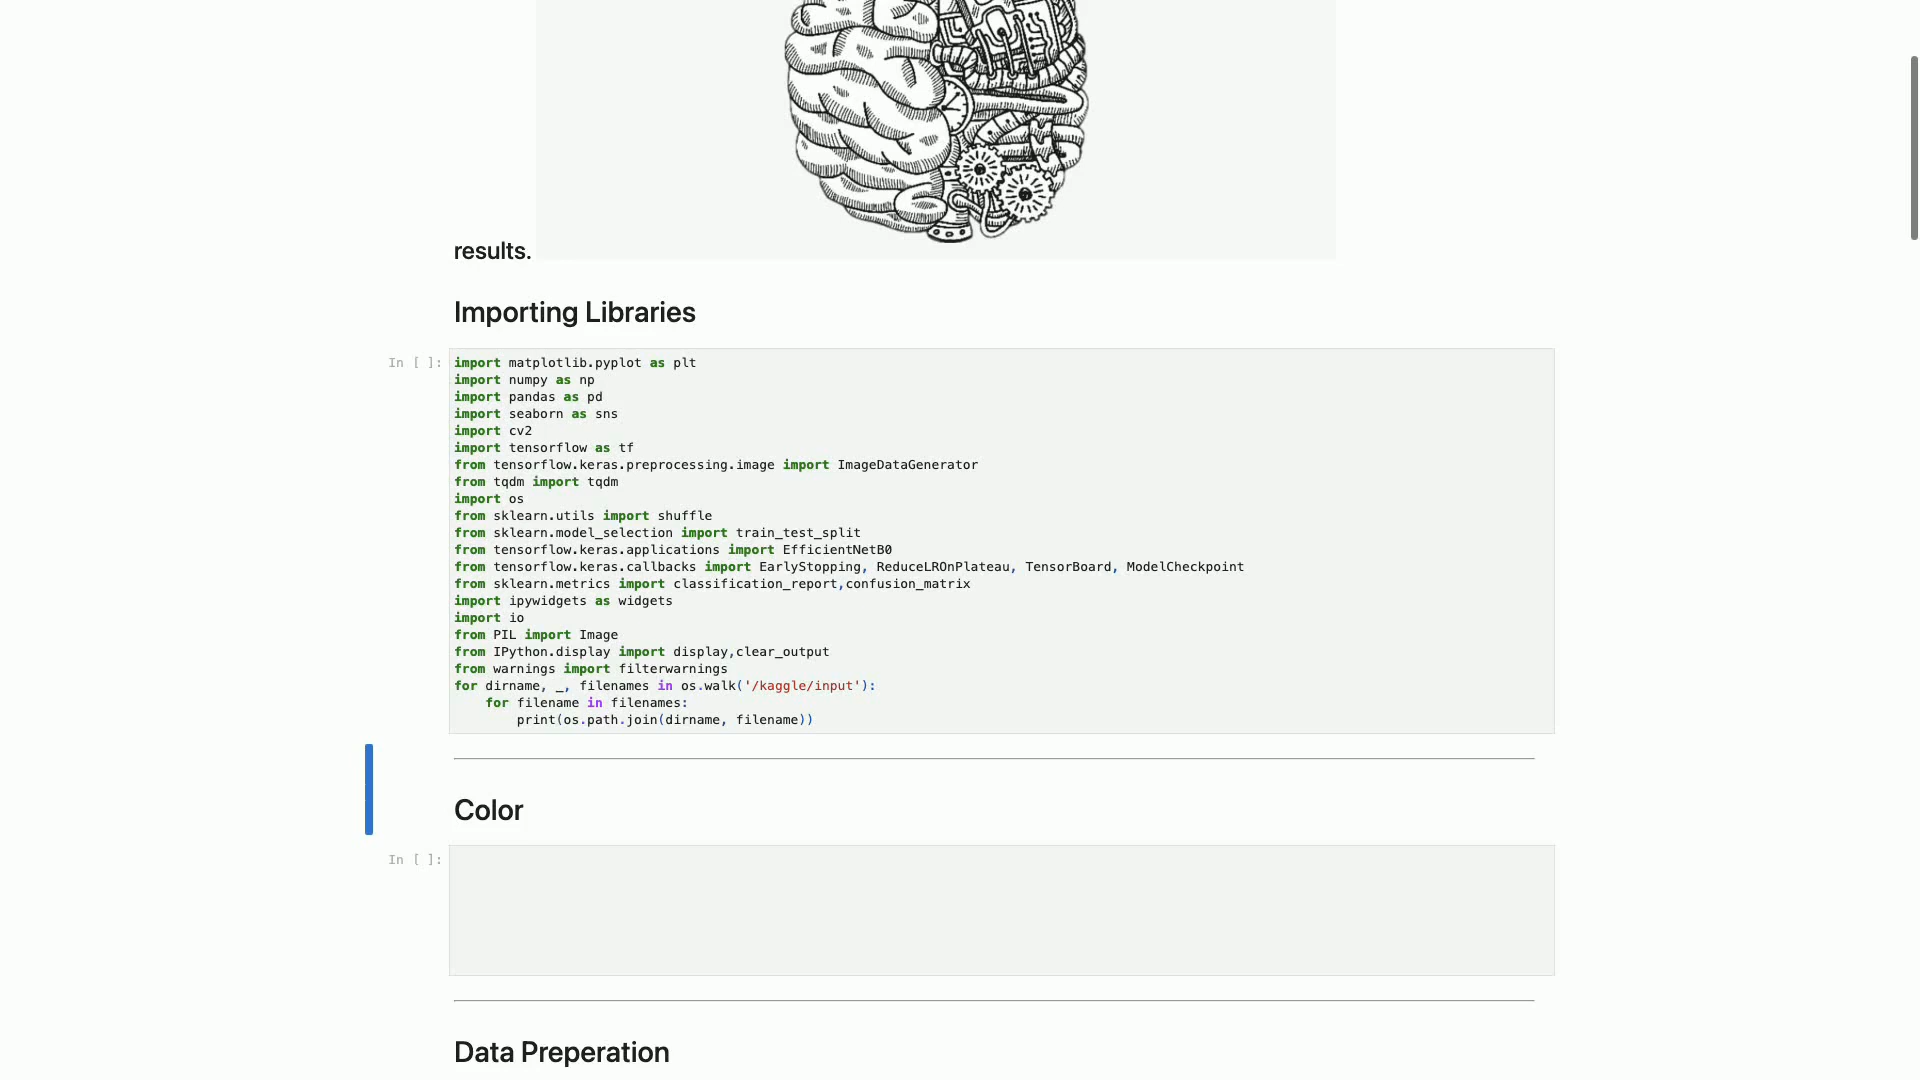 results.
Importing Libraries
In [ ]:
import matplotlib.pyplot as plt
import numpy as np
import pandas as pd
import seaborn as sns
import cv2
import tensorflow as tf
from tensorflow.keras.preprocessing.image import ImageDataGenerator
from tqdm import tqdm
import os
from sklearn.utils import shuffle
from sklearn.model_selection import train_test_split
from tensorflow.keras.applications import EfficientNetB0
from tensorflow.keras.callbacks import EarlyStopping, ReduceLROnPlateau, TensorBoard, ModelCheckpoint
from sklearn.metrics import classification_report,confusion_matrix
import ipywidgets as widgets
import io
from PIL import Image
from IPython.display import display,clear_output
from warnings import filterwarnings
for dirname, _, filenames in os.walk('/kaggle/input'):
    for filename in filenames:
        print(os.path.join(dirname, filename))
Color
In [ ]:
Data Preperation